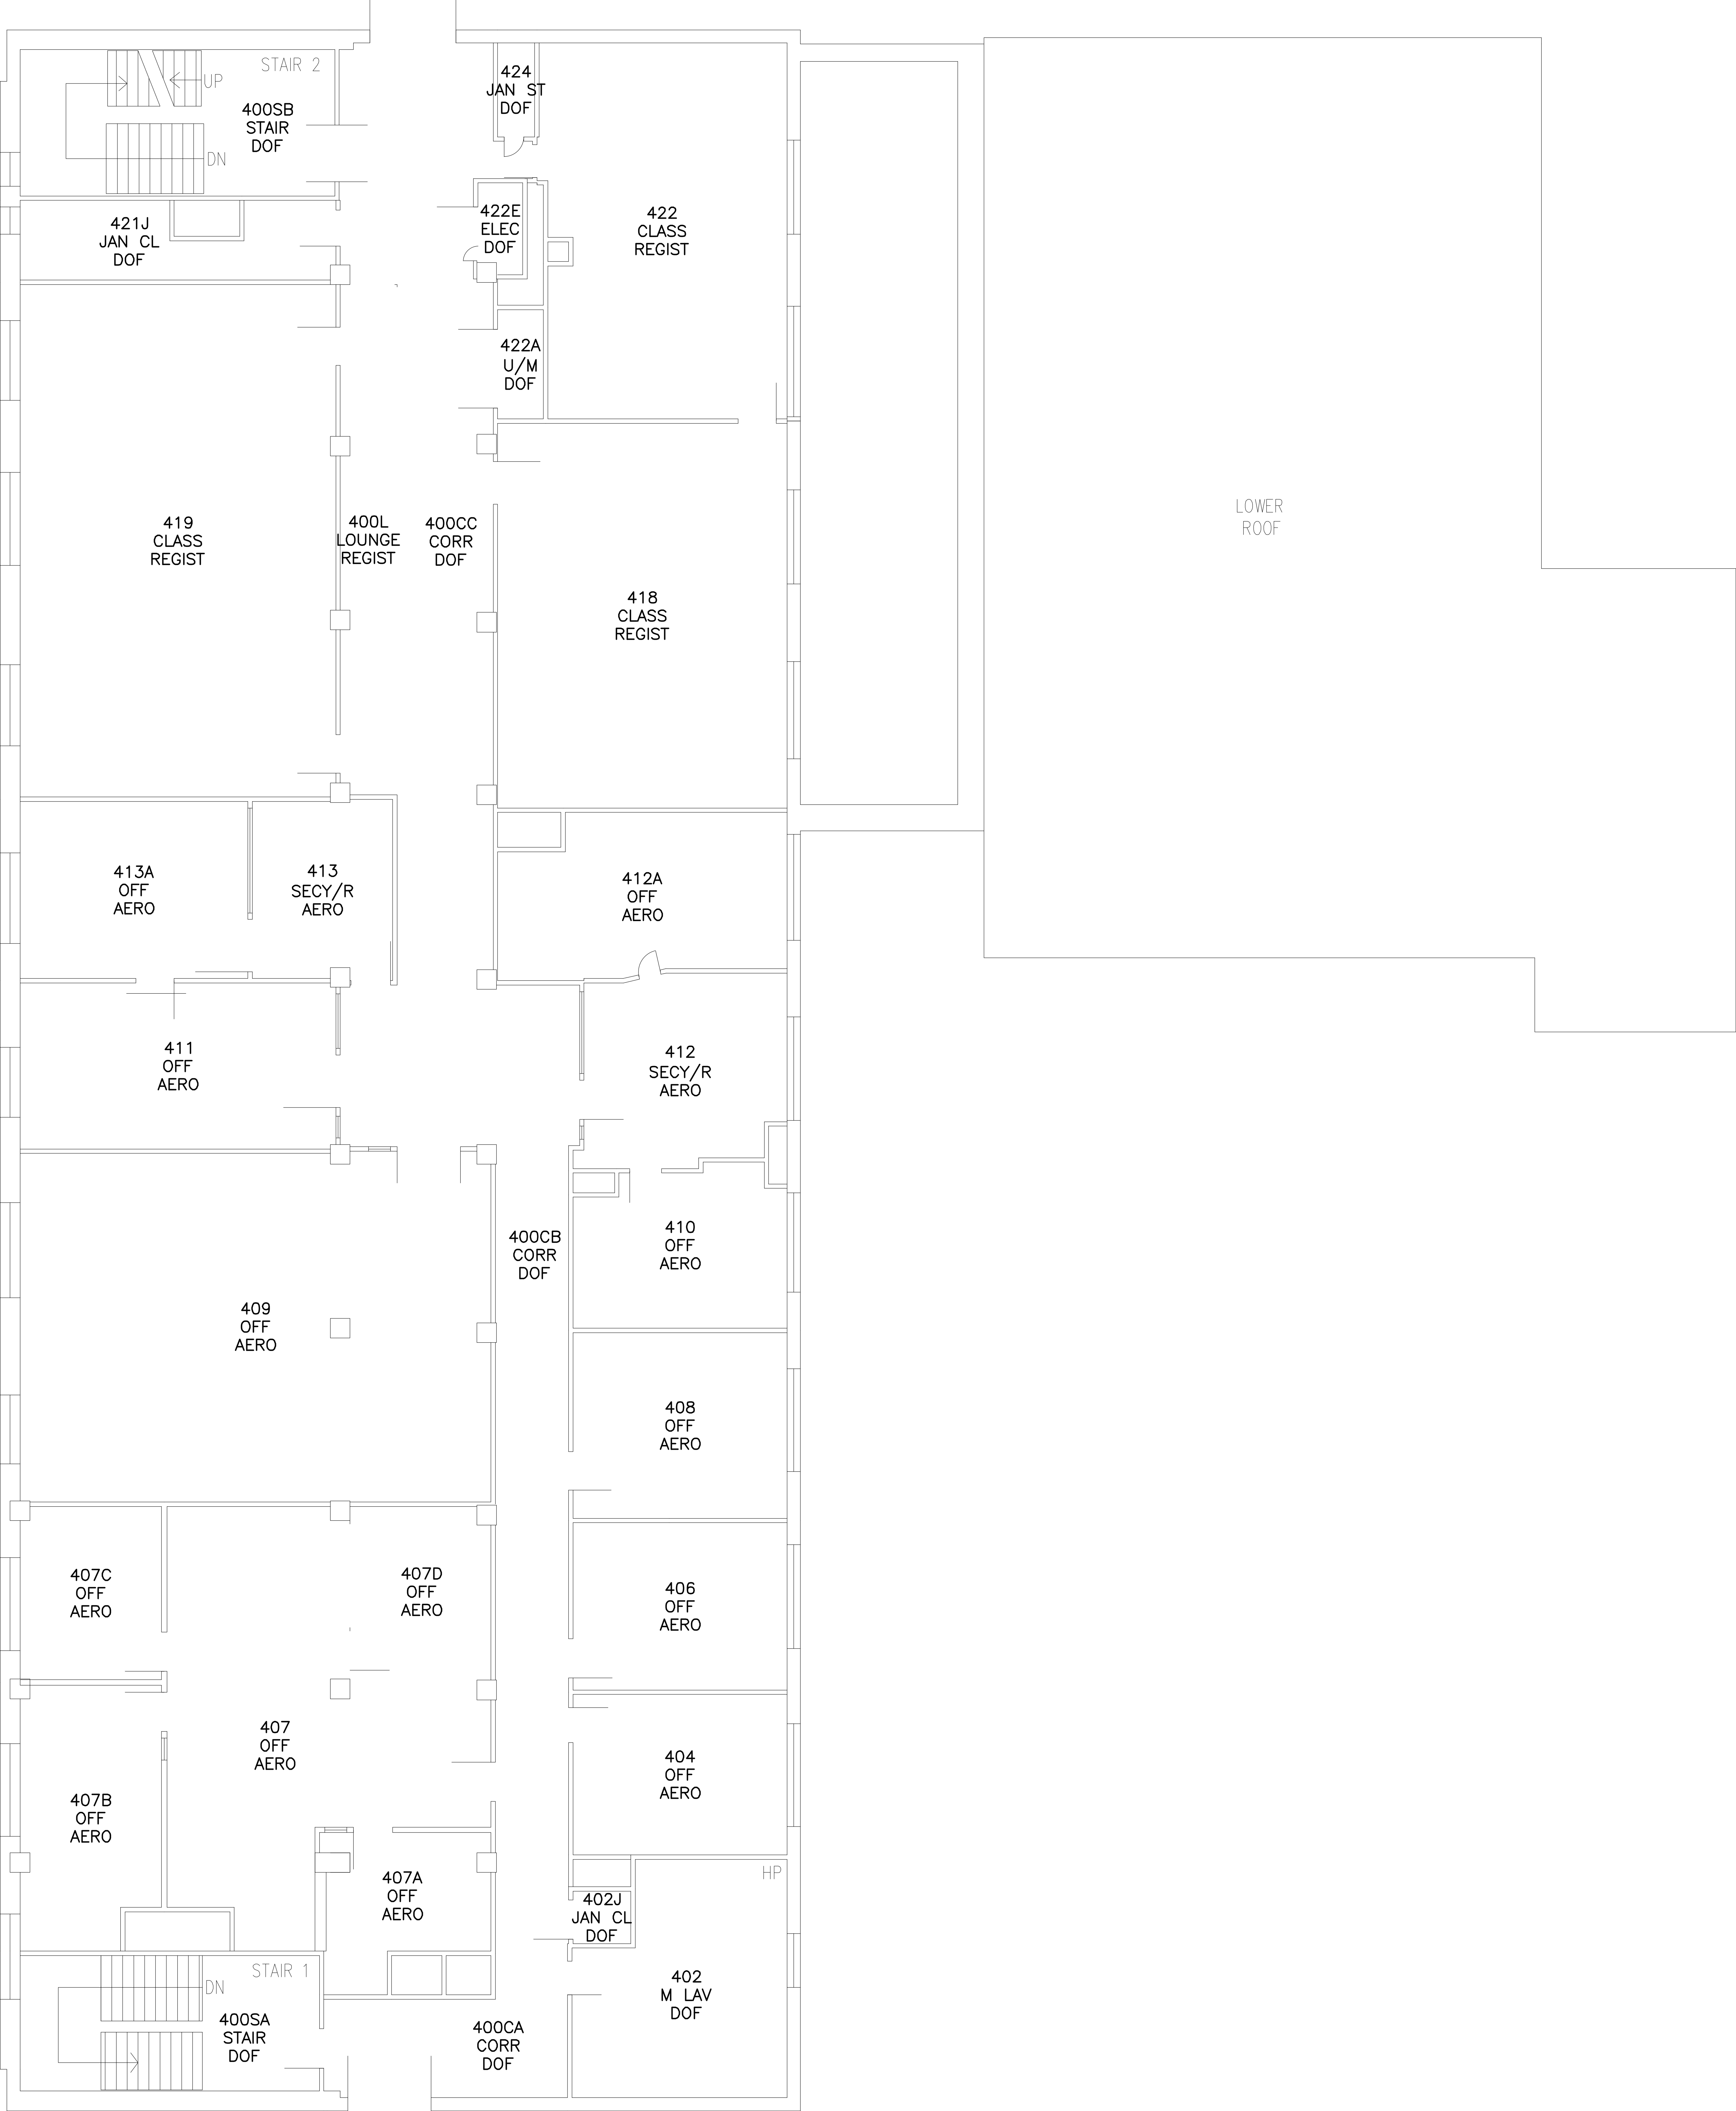 STAIR 2
UP
400SB
STAIR
DOF
DN
424
JAN ST
DOF
421J
JAN CL
DOF
422E
ELEC
DOF
422
CLASS
REGIST
422A
U/M
DOF
419
CLASS
REGIST
400L
LOUNGE
REGIST
400CC
CORR
DOF
418
CLASS
REGIST
LOWER
ROOF
413A
OFF
AERO
413
SECY/R
AERO
412A
OFF
AERO
411
OFF
AERO
412
SECY/R
AERO
400CB
CORR
DOF
410
OFF
AERO
409
OFF
AERO
408
OFF
AERO
407C
OFF
AERO
407D
OFF
AERO
406
OFF
AERO
407
OFF
AERO
404
OFF
AERO
407B
OFF
AERO
407A
OFF
AERO
HP
402J
JAN CL
DOF
STAIR 1
DN
400SA
STAIR
DOF
400CA
CORR
DOF
402
M LAV
DOF